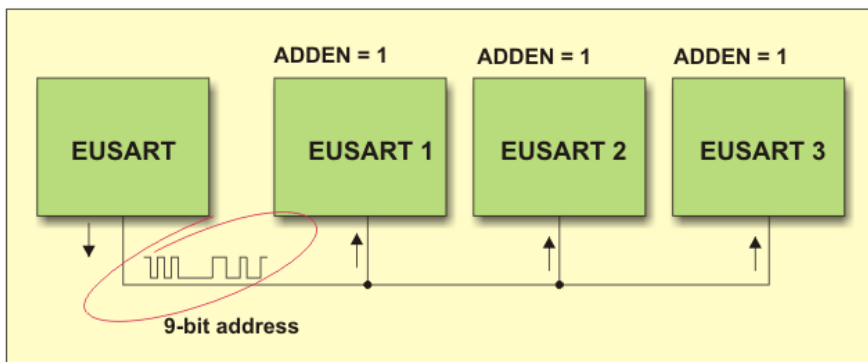 ADDEN = 1
ADDEN = 1
ADDEN = 1
EUSART
EUSART 1
EUSART 2
EUSART 3
9-bit address